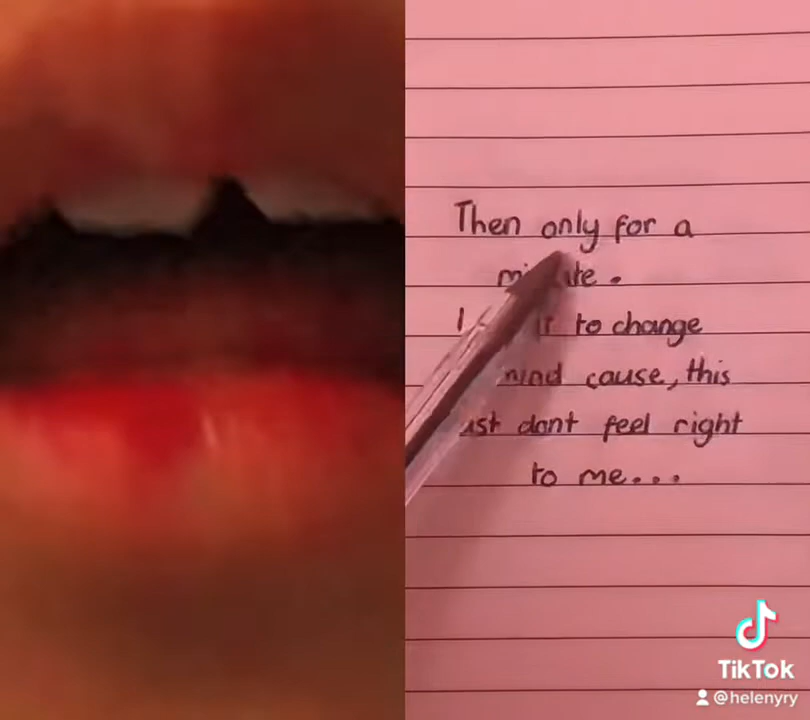 Then only for a
I to change
cause, this
dont feel right
to me...
TikTok
@helenyry